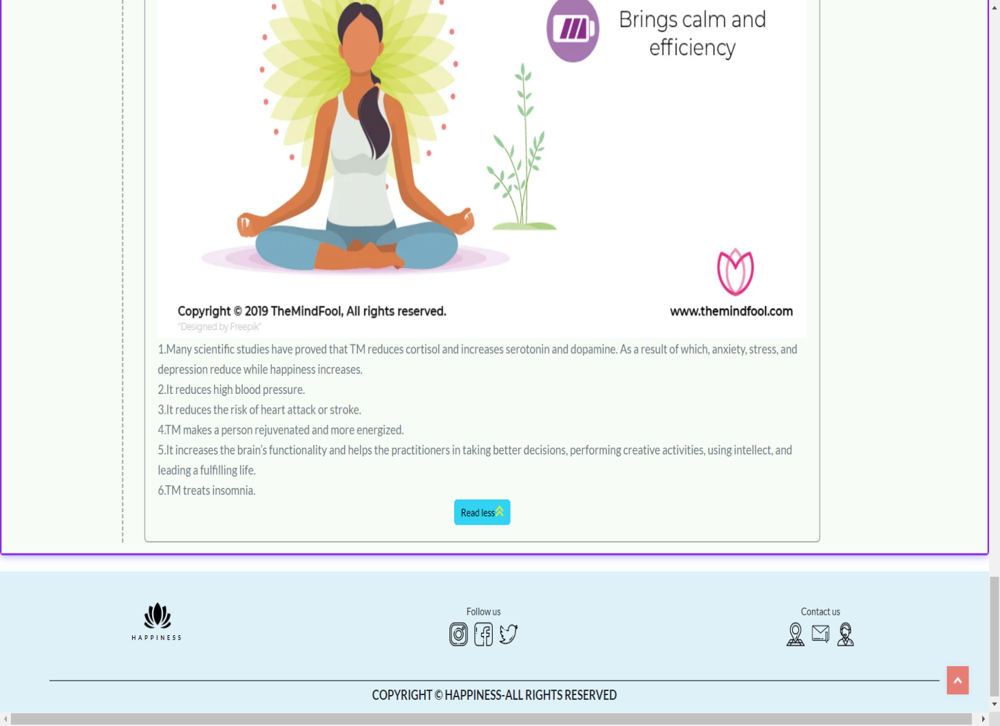 Brings calm and
efficiency
Copyright © 2019 TheMindFool, All rights reserved.
www.themindfool.com
"Designed by Freepik"
1.Many scientific studies have proved that TM reduces cortisol and increases serotonin and dopamine. As a result of which, anxiety, stress, and
depression reduce while happiness increases.
2.It reduces high blood pressure.
3.It reduces the risk of heart attack or stroke.
4.TM makes a person rejuvenated and more energized.
5.It increases the brain’s functionality and helps the practitioners in taking better decisions, performing creative activities, using intellect, and
leading a fulfilling life.
6.TM treats insomnia.
Read less
HAPPINESS
Follow us
Contact us
COPYRIGHT © HAPPINESS-ALL RIGHTS RESERVED